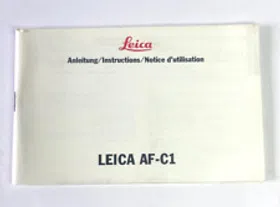 Leica
Anleitung/Instructions/Notice d'utilisation
LEICA AF-C1